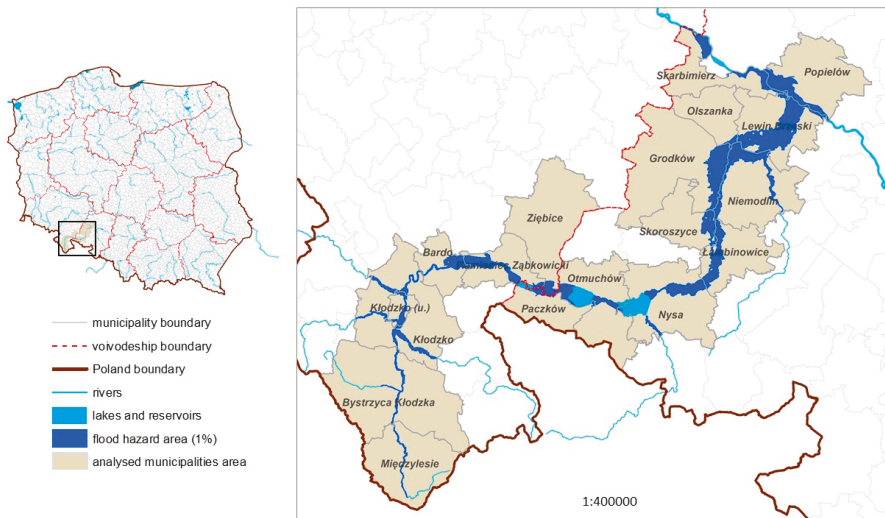 municipality boundary
voivodeship boundary
Poland boundary
rivers
lakes and reservoirs
flood hazard area (1%)
analysed municipalities area
Skarbimierz
Popielów
Olszanka
Lewin Brzeski
Grodków
Niemodlin
Ziębice
Skoroszyce
Łambinowice
Bardo
Kamieniec Ząbkowicki
Otmuchów
Kłodzko (u.)
Paczków
Nysa
Kłodzko
Bystrzyca Kłodzka
Międzylesie
1:400000